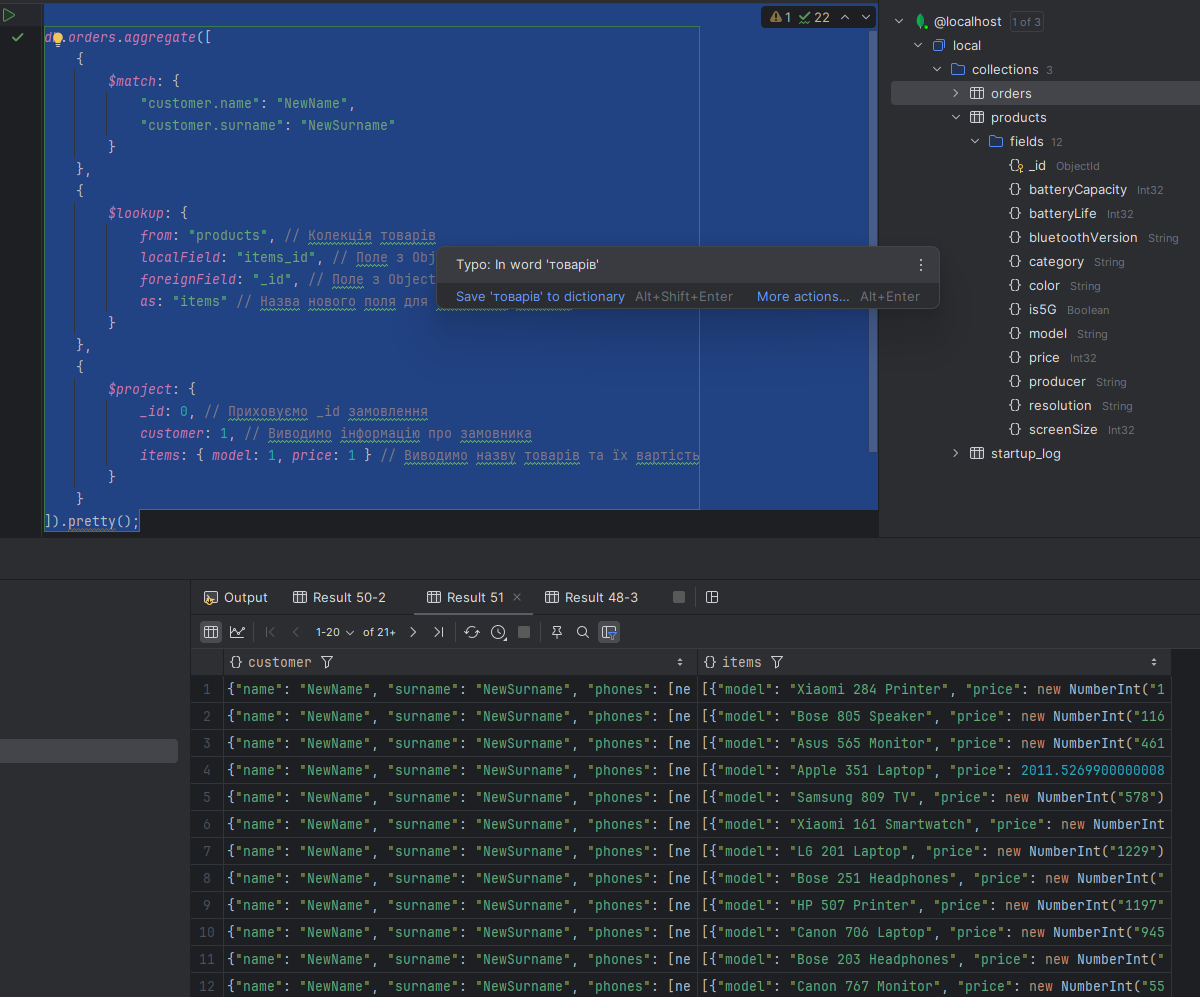 db.orders.aggregate([
{
$match: {
"customer.name": "NewName",
"customer.surname": "NewSurname"
}
},
{
$lookup: {
from: "products", // Колекція товарів
localField: "items_id", // Поле з Obj
foreignField: "_id", // Поле з Object
as: "items" // Назва нового поля для
}
},
{
$project: {
_id: 0, // Приховуємо _id замовлення
customer: 1, // Виводимо інформацію про замовника
items: { model: 1, price: 1 } // Виводимо назву товарів та їх вартість
}
}
]).pretty();
1 22
Typo: In word 'товарів'
Save 'товарів' to dictionary Alt+Shift+Enter More actions... Alt+Enter
@localhost 1 of 3
local
collections 3
orders
products
fields 12
_id ObjectId
batteryCapacity Int32
batteryLife Int32
bluetoothVersion String
category String
color String
is5G Boolean
model String
price Int32
producer String
resolution String
screenSize Int32
startup_log
Output Result 50-2 Result 51 Result 48-3
1-20 of 21+
customer items
1 {"name": "NewName", "surname": "NewSurname", "phones": [ne [{"model": "Xiaomi 284 Printer", "price": new NumberInt("1
2 {"name": "NewName", "surname": "NewSurname", "phones": [ne [{"model": "Bose 805 Speaker", "price": new NumberInt("116
3 {"name": "NewName", "surname": "NewSurname", "phones": [ne [{"model": "Asus 565 Monitor", "price": new NumberInt("461
4 {"name": "NewName", "surname": "NewSurname", "phones": [ne [{"model": "Apple 351 Laptop", "price": 2011.5269900000008
5 {"name": "NewName", "surname": "NewSurname", "phones": [ne [{"model": "Samsung 809 TV", "price": new NumberInt("578")
6 {"name": "NewName", "surname": "NewSurname", "phones": [ne [{"model": "Xiaomi 161 Smartwatch", "price": new NumberInt
7 {"name": "NewName", "surname": "NewSurname", "phones": [ne [{"model": "LG 201 Laptop", "price": new NumberInt("1229")
8 {"name": "NewName", "surname": "NewSurname", "phones": [ne [{"model": "Bose 251 Headphones", "price": new NumberInt("
9 {"name": "NewName", "surname": "NewSurname", "phones": [ne [{"model": "HP 507 Printer", "price": new NumberInt("1197"
10 {"name": "NewName", "surname": "NewSurname", "phones": [ne [{"model": "Canon 706 Laptop", "price": new NumberInt("945
11 {"name": "NewName", "surname": "NewSurname", "phones": [ne [{"model": "Bose 203 Headphones", "price": new NumberInt("
12 {"name": "NewName", "surname": "NewSurname", "phones": [ne [{"model": "Canon 767 Monitor", "price": new NumberInt("55